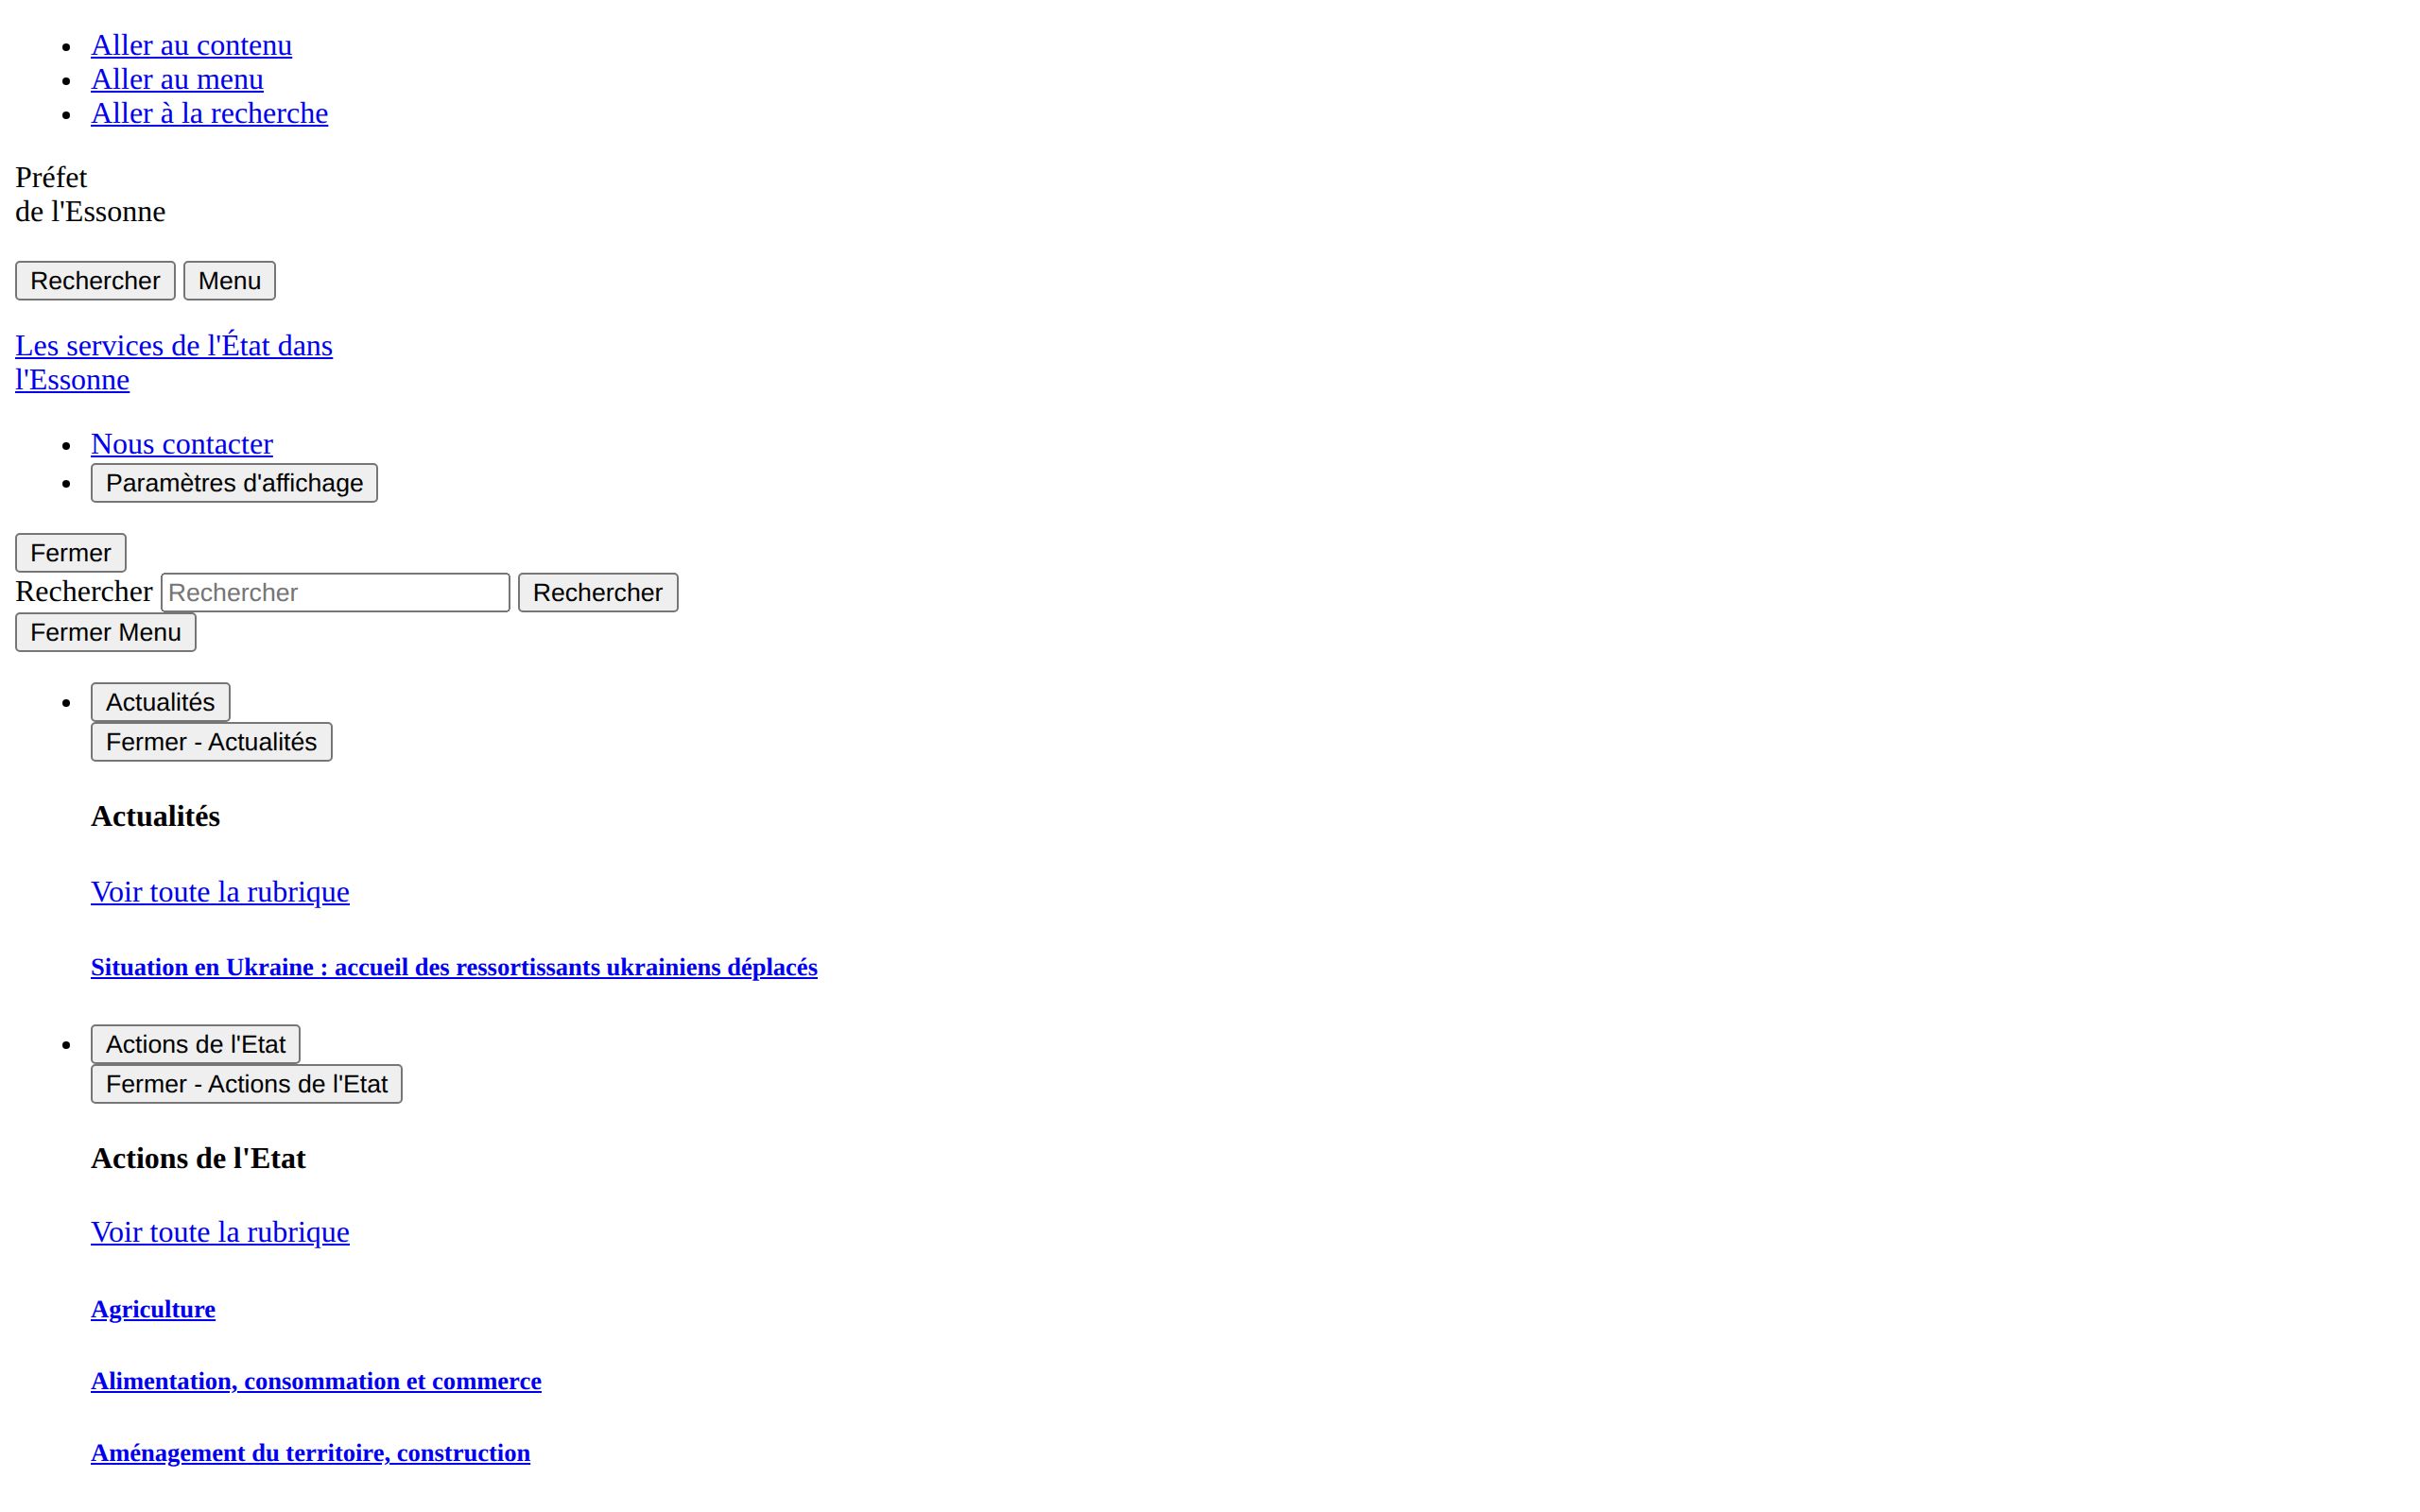 Aller au contenu
Aller au menu
Aller à la recherche
Préfet
de l'Essonne
Rechercher Menu
Les services de l'État dans
l'Essonne
Nous contacter
Paramètres d'affichage
Fermer
Rechercher Rechercher Rechercher
Fermer Menu
Actualités
Fermer - Actualités
Actualités
Voir toute la rubrique
Situation en Ukraine : accueil des ressortissants ukrainiens déplacés
Actions de l'Etat
Fermer - Actions de l'Etat
Actions de l'Etat
Voir toute la rubrique
Agriculture
Alimentation, consommation et commerce
Aménagement du territoire, construction